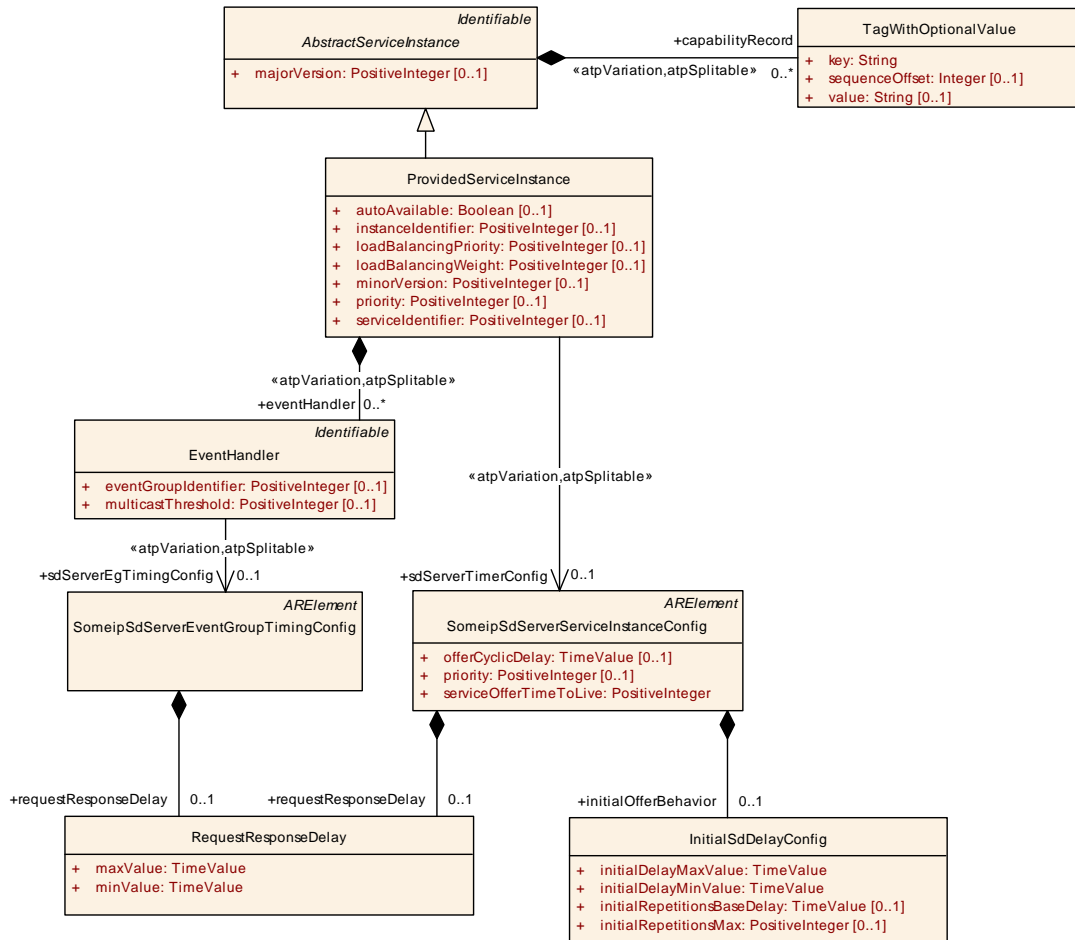 Identifiable
AbstractServiceInstance
+ majorVersion: PositiveInteger [0..1]
+capabilityRecord
«atpVariation,atpSplitable» 0..*
TagWithOptionalValue
+ key: String
+ sequenceOffset: Integer [0..1]
+ value: String [0..1]
ProvidedServiceInstance
+ autoAvailable: Boolean [0..1]
+ instanceIdentifier: PositiveInteger [0..1]
+ loadBalancingPriority: PositiveInteger [0..1]
+ loadBalancingWeight: PositiveInteger [0..1]
+ minorVersion: PositiveInteger [0..1]
+ priority: PositiveInteger [0..1]
+ serviceIdentifier: PositiveInteger [0..1]
«atpVariation,atpSplitable»
+eventHandler 0..*
Identifiable
EventHandler
+ eventGroupIdentifier: PositiveInteger [0..1]
+ multicastThreshold: PositiveInteger [0..1]
«atpVariation,atpSplitable»
«atpVariation,atpSplitable»
+sdServerEgTimingConfig 0..1
+sdServerTimerConfig 0..1
ARElement
SomeipSdServerEventGroupTimingConfig
ARElement
SomeipSdServerServiceInstanceConfig
+ offerCyclicDelay: TimeValue [0..1]
+ priority: PositiveInteger [0..1]
+ serviceOfferTimeToLive: PositiveInteger
+requestResponseDelay 0..1
+requestResponseDelay 0..1
+initialOfferBehavior 0..1
RequestResponseDelay
+ maxValue: TimeValue
+ minValue: TimeValue
InitialSdDelayConfig
+ initialDelayMaxValue: TimeValue
+ initialDelayMinValue: TimeValue
+ initialRepetitionsBaseDelay: TimeValue [0..1]
+ initialRepetitionsMax: PositiveInteger [0..1]